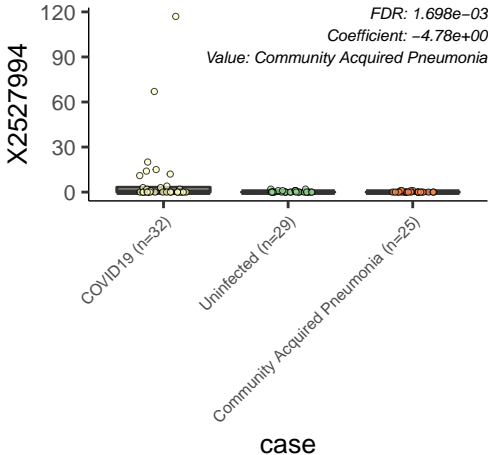 FDR: 1.698e−03
Coefficient: −4.78e+00
Value: Community Acquired Pneumonia
X2527994
120
90
60
30
0
COVID19 (n=32)
Uninfected (n=29)
Community Acquired Pneumonia (n=25)
case